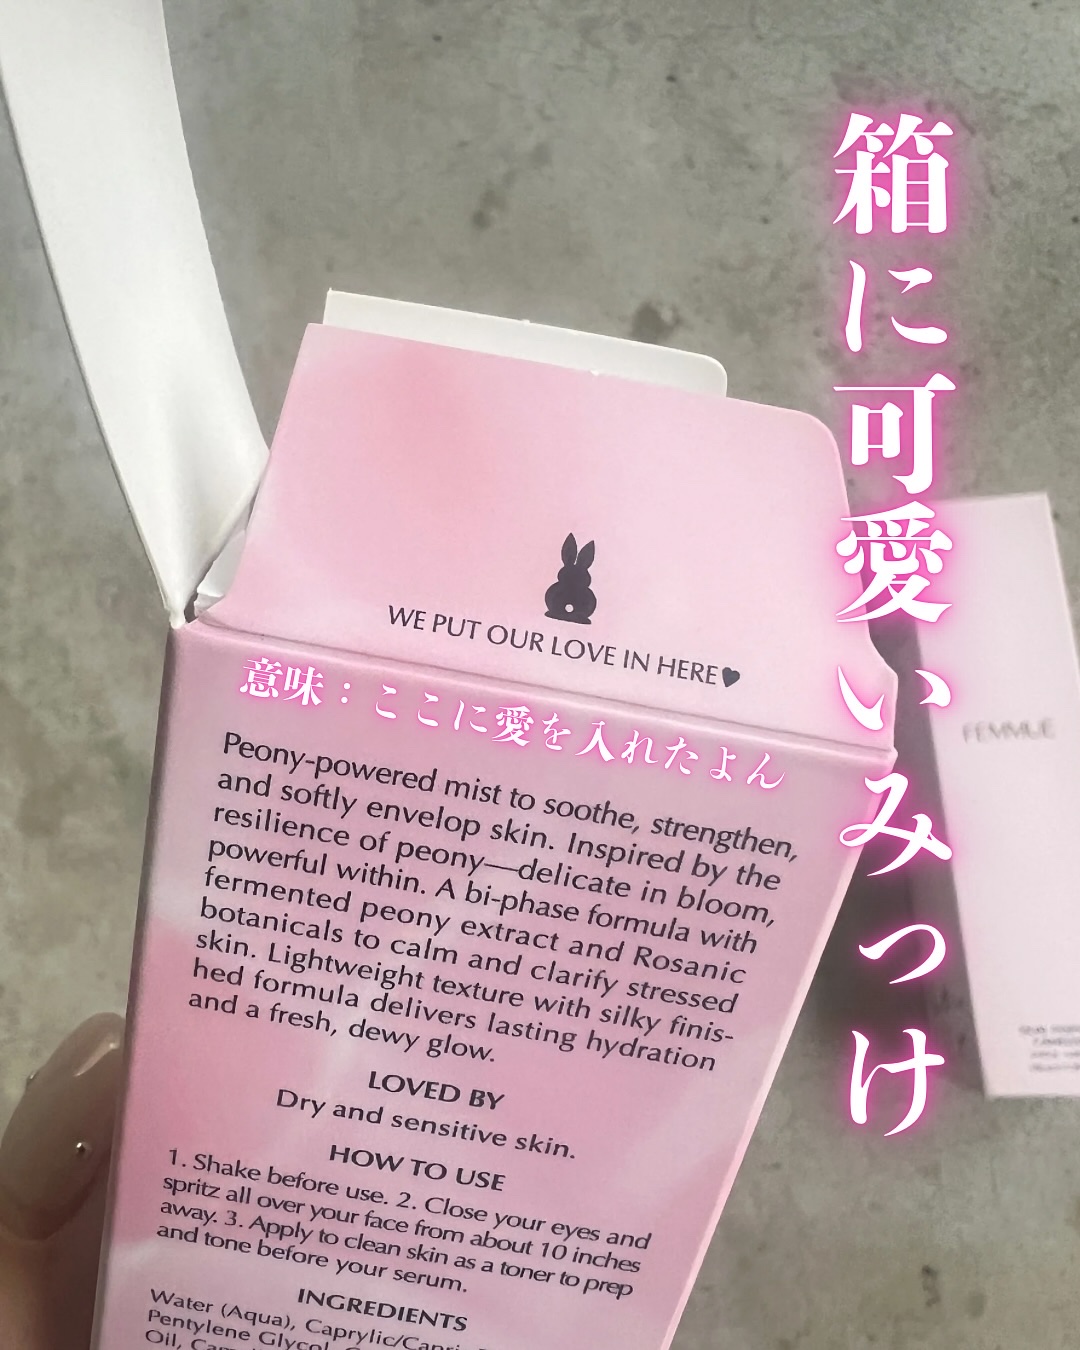 箱に可愛いみっけ
WE PUT OUR LOVE IN HERE♥
意味：ここに愛を入れたよん
Peony-powered mist to soothe, strengthen,
and softly envelop skin. Inspired by the
resilience of peony—delicate in bloom,
powerful within. A bi-phase formula with
fermented peony extract and Rosanic
botanicals to calm and clarify stressed
skin. Lightweight texture with silky finis-
hed formula delivers lasting hydration
and a fresh, dewy glow.
LOVED BY
Dry and sensitive skin.
HOW TO USE
1. Shake before use. 2. Close your eyes and
spritz all over your face from about 10 inches
away. 3. Apply to clean skin as a toner to prep
and tone before your serum.
INGREDIENTS
Water (Aqua), Caprylic/Capri
Pentylene Glycol,
Oil,
FEMMUE